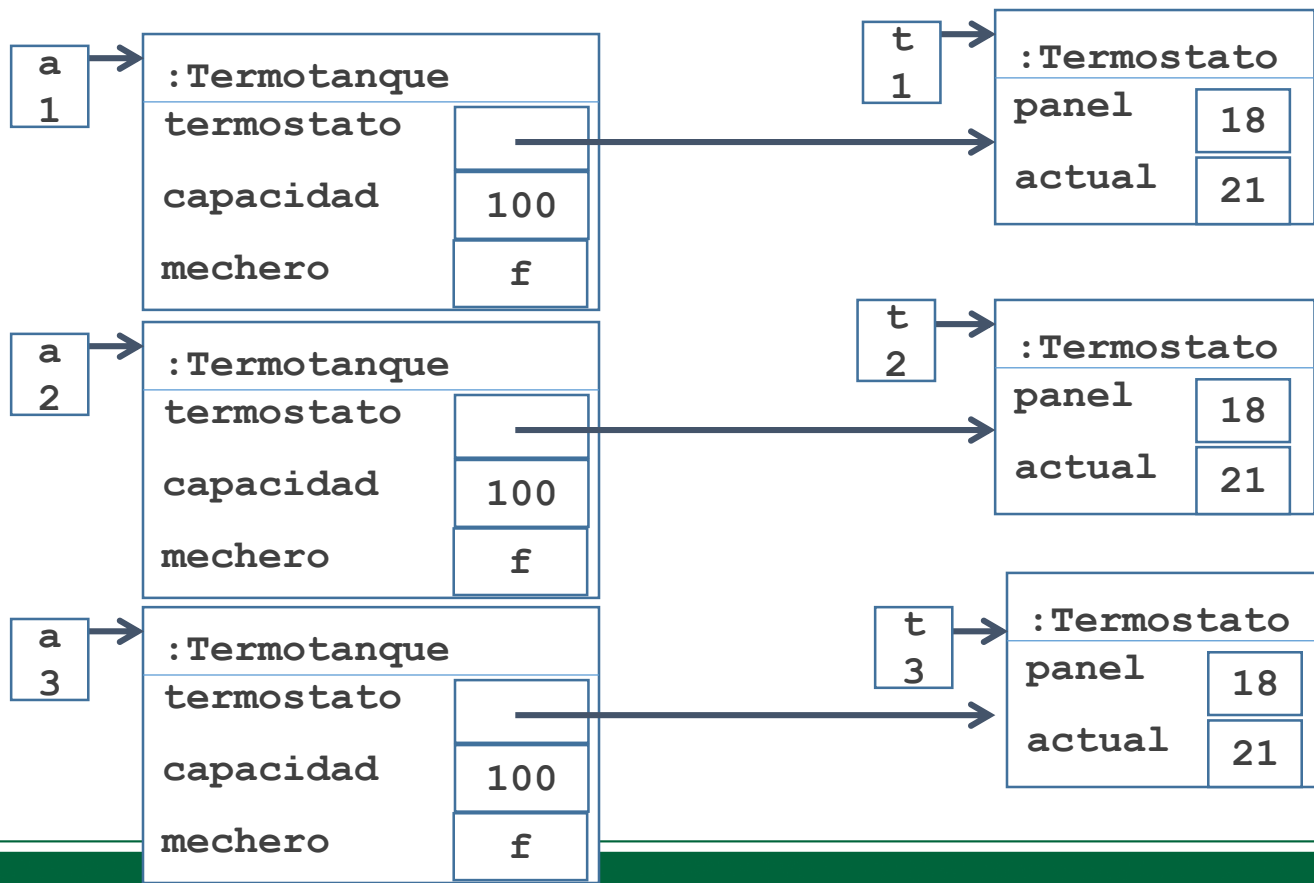 a
1
:Termotanque
termostato
capacidad
100
mechero
f
t
1
:Termostato
panel
18
actual
21
a
2
:Termotanque
termostato
capacidad
100
mechero
f
t
2
:Termostato
panel
18
actual
21
a
3
:Termotanque
termostato
capacidad
100
mechero
f
t
3
:Termostato
panel
18
actual
21